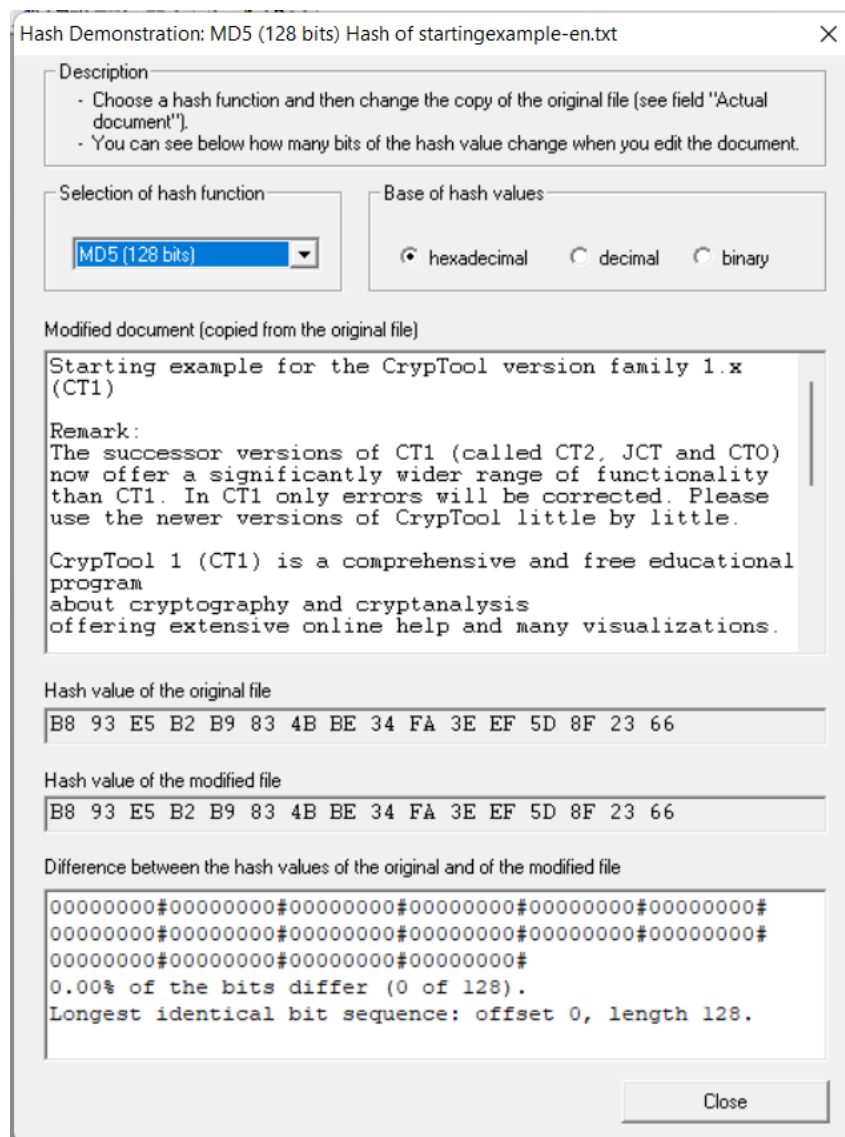 Hash Demonstration: MD5 (128 bits) Hash of startingexample-en.txt
Description
- Choose a hash function and then change the copy of the original file (see field "Actual
document").
- You can see below how many bits of the hash value change when you edit the document.
Selection of hash function
Base of hash values
MD5 (128 bits)
hexadecimal
decimal
binary
Modified document (copied from the original file)
Starting example for the CrypTool version family 1.x
(CT1)
Remark:
The successor versions of CT1 (called CT2, JCT and CTO)
now offer a significantly wider range of functionality
than CT1. In CT1 only errors will be corrected. Please
use the newer versions of CrypTool little by little.
CrypTool 1 (CT1) is a comprehensive and free educational
program
about cryptography and cryptanalysis
offering extensive online help and many visualizations.
Hash value of the original file
B8 93 E5 B2 B9 83 4B BE 34 FA 3E EF 5D 8F 23 66
Hash value of the modified file
B8 93 E5 B2 B9 83 4B BE 34 FA 3E EF 5D 8F 23 66
Difference between the hash values of the original and of the modified file
00000000#00000000#00000000#00000000#00000000#00000000#
00000000#00000000#00000000#00000000#00000000#00000000#
00000000#00000000#00000000#00000000#
0.00% of the bits differ (0 of 128).
Longest identical bit sequence: offset 0, length 128.
Close